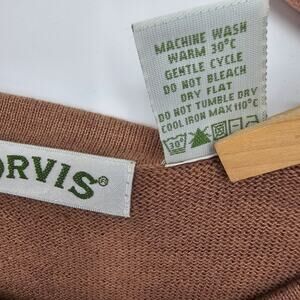 MACHINE WASH
WARM 30°C
GENTLE CYCLE
DO NOT BLEACH
DRY FLAT
DO NOT TUMBLE DRY
COOL IRON MAX 110°C
30°
ORVIS®